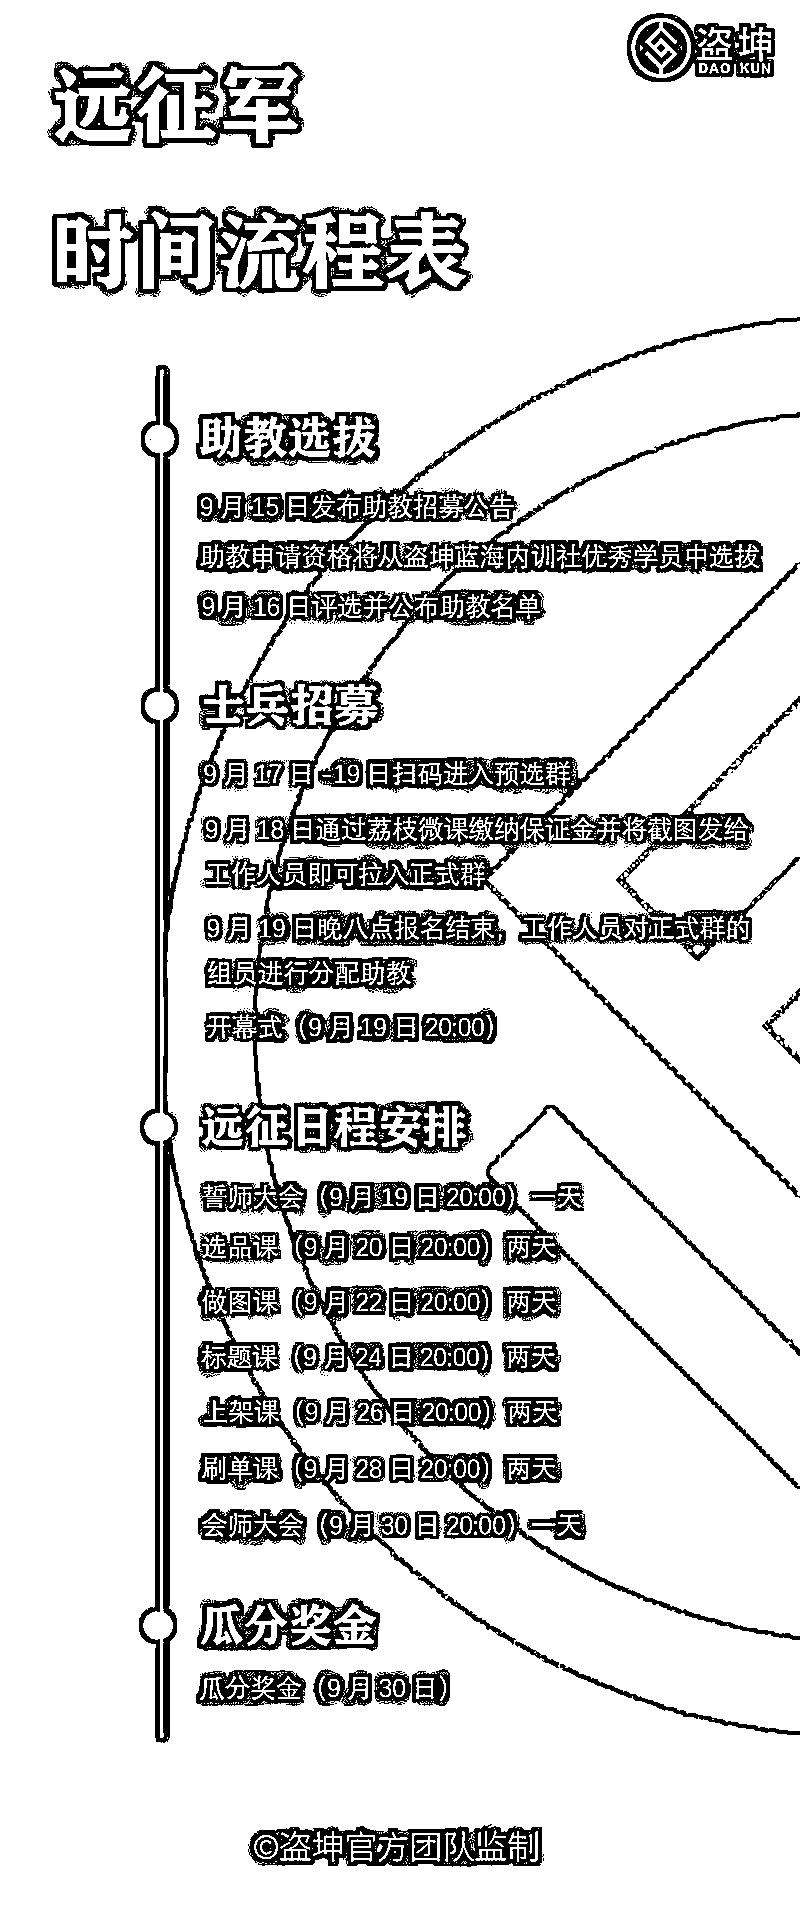 盗坤
DAO KUN
远征军
时间流程表
助教选拔
9月15日发布助教招募公告
助教申请资格将从盗坤蓝海内训社优秀学员中选拔
9月16日评选并公布助教名单
士兵招募
9月17日-19日扫码进入预选群
9月18日通过荔枝微课缴纳保证金并将截图发给
工作人员即可拉入正式群
9月19日晚八点报名结束，工作人员对正式群的
组员进行分配助教
开幕式（9月19日20:00）
远征日程安排
誓师大会（9月19日20:00）一天
选品课（9月20日20:00）两天
做图课（9月22日20:00）两天
标题课（9月24日20:00）两天
上架课（9月26日20:00）两天
刷单课（9月28日20:00）两天
会师大会（9月30日20:00）一天
瓜分奖金
瓜分奖金（9月30日）
©盗坤官方团队监制